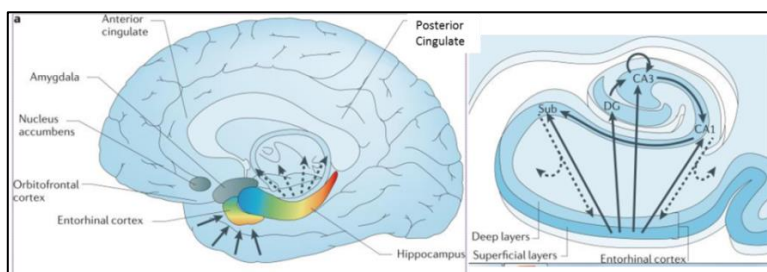 a
Anterior
cingulate
Posterior
Cingulate
Amygdala
Nucleus
accumbens
Orbitofrontal
cortex
Entorhinal cortex
Hippocampus
CA3
DG
Sub
CA1
Deep layers
Superficial layers
Entorhinal cortex